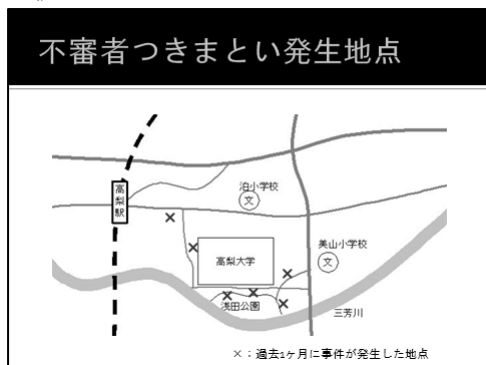 不審者つきまとい発生地点
高梨駅
泊小学校
文
高梨大学
美山小学校
文
浅田公園
三芳川
×：過去1ヶ月に事件が発生した地点